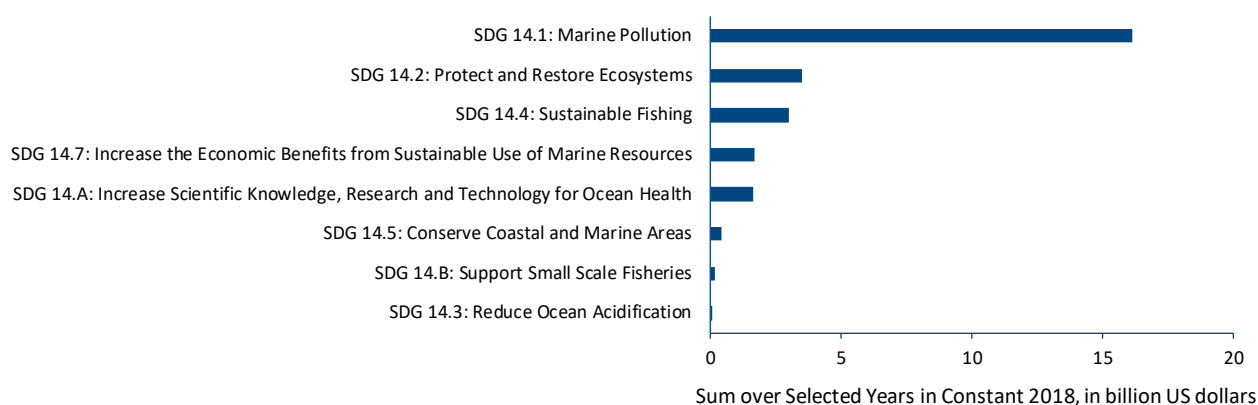 SDG 14.1: Marine Pollution
SDG 14.2: Protect and Restore Ecosystems
SDG 14.4: Sustainable Fishing
SDG 14.7: Increase the Economic Benefits from Sustainable Use of Marine Resources
SDG 14.A: Increase Scientific Knowledge, Research and Technology for Ocean Health
SDG 14.5: Conserve Coastal and Marine Areas
SDG 14.B: Support Small Scale Fisheries
SDG 14.3: Reduce Ocean Acidification
0 5 10 15 20
Sum over Selected Years in Constant 2018, in billion US dollars